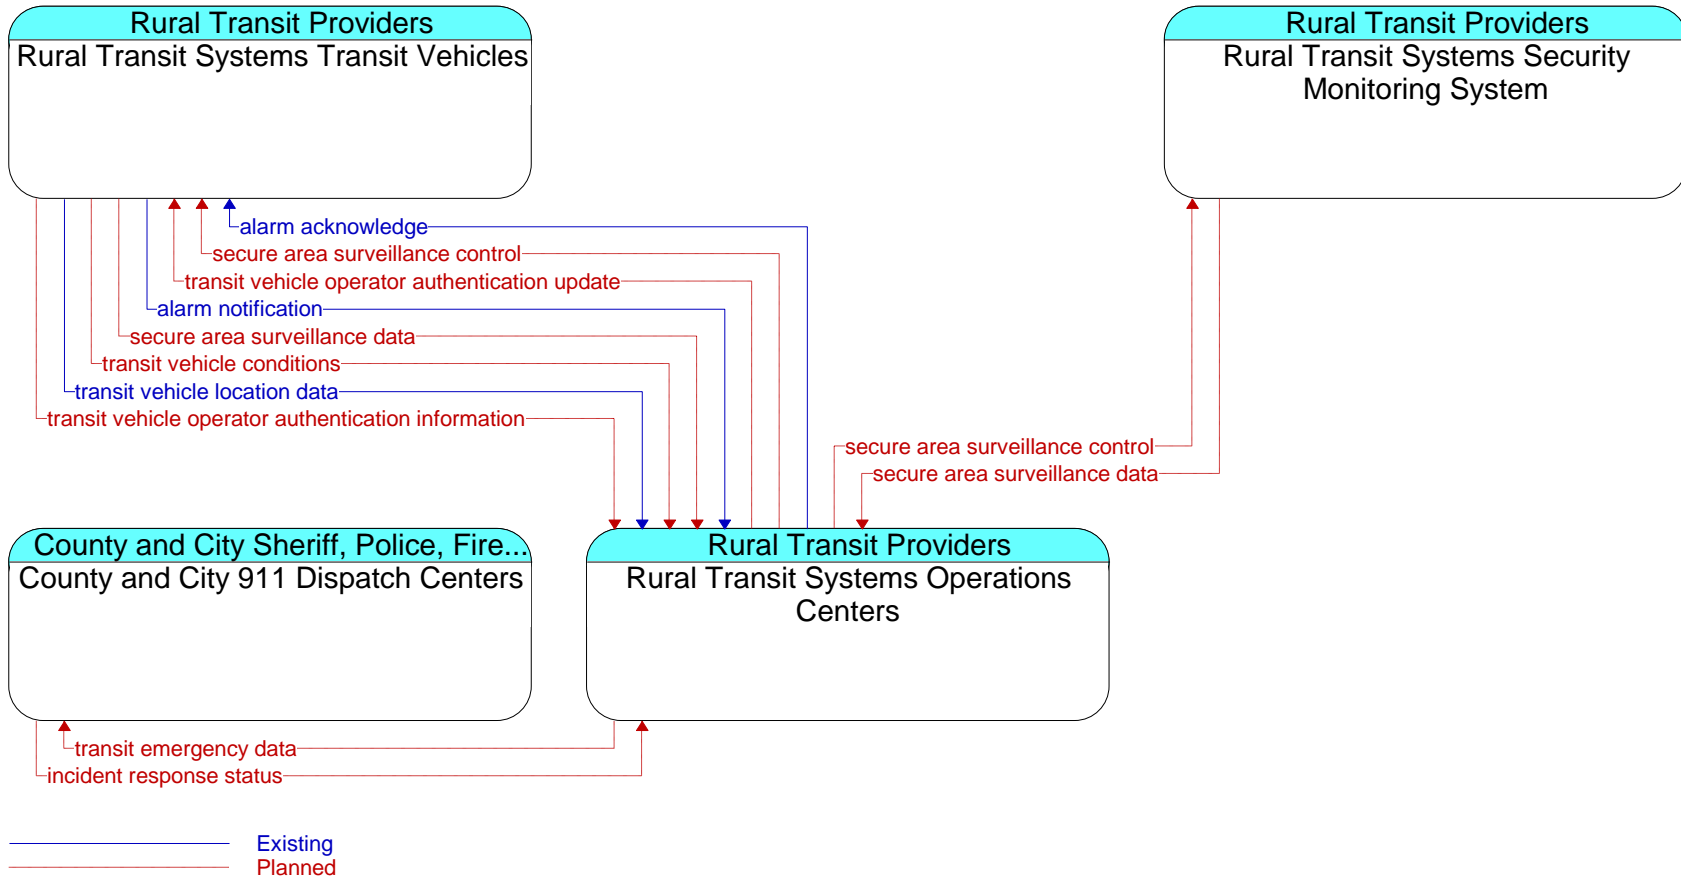 Rural Transit Providers
Rural Transit Systems Transit Vehicles
Rural Transit Providers
Rural Transit Systems Security
Monitoring System
alarm acknowledge
secure area surveillance control
transit vehicle operator authentication update
alarm notification
secure area surveillance data
transit vehicle conditions
transit vehicle location data
transit vehicle operator authentication information
secure area surveillance control
secure area surveillance data
County and City Sheriff, Police, Fire...
County and City 911 Dispatch Centers
Rural Transit Providers
Rural Transit Systems Operations
Centers
transit emergency data
incident response status
Existing
Planned